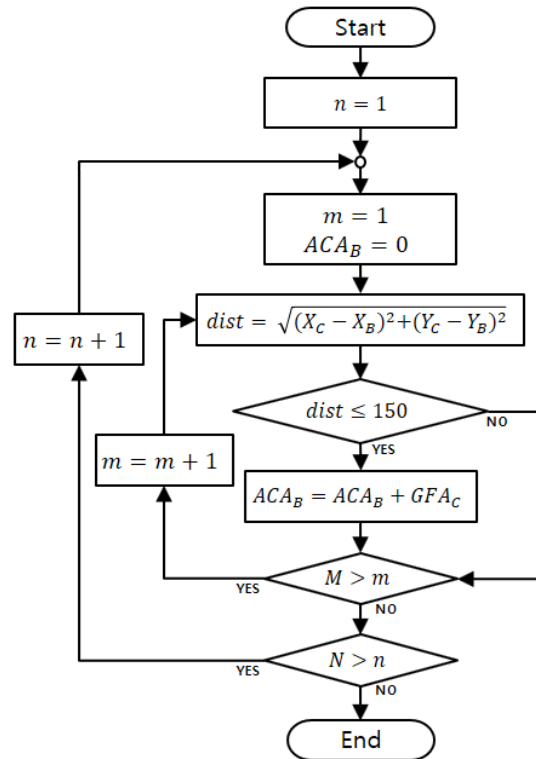 Start
n = 1
m = 1
ACA_B = 0
dist = √(X_C − X_B)²+(Y_C − Y_B)²
n = n + 1
dist ≤ 150
NO
YES
m = m + 1
ACA_B = ACA_B + GFA_C
M > m
YES
NO
N > n
YES
NO
End